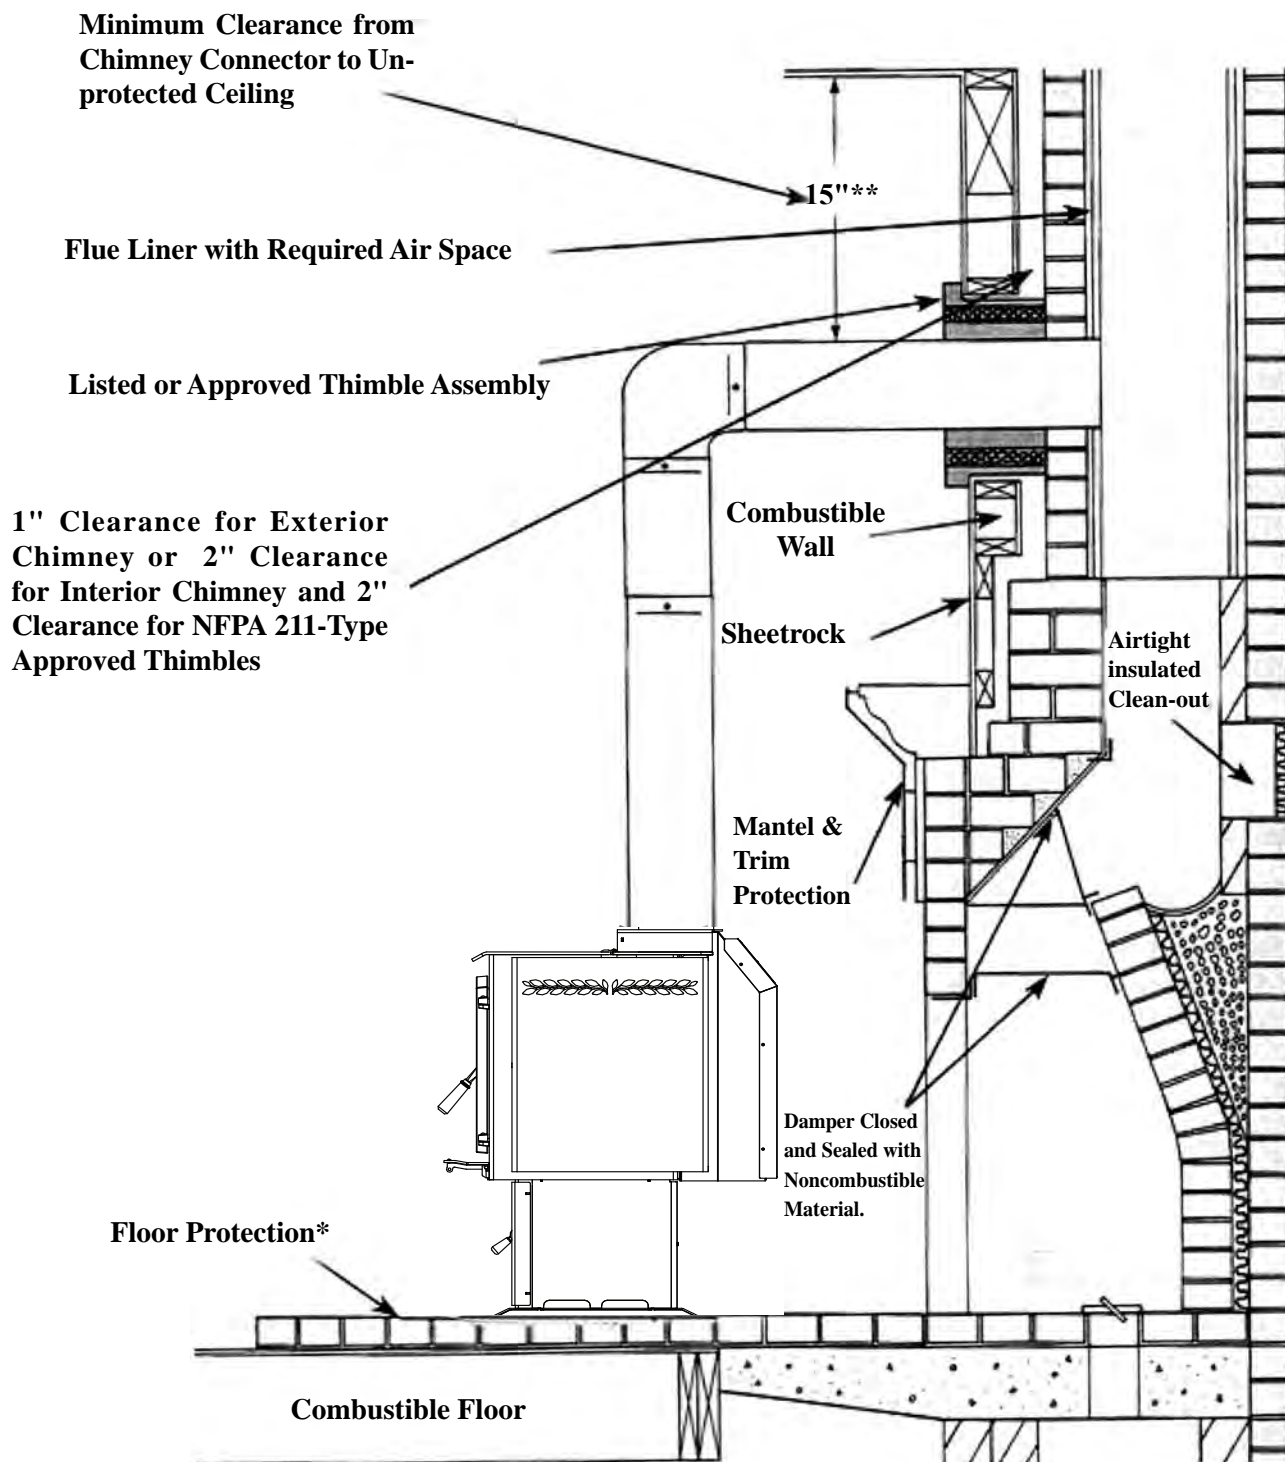 Minimum Clearance from
Chimney Connector to Un-
protected Ceiling
15"**
Flue Liner with Required Air Space
Listed or Approved Thimble Assembly
1" Clearance for Exterior
Chimney or 2" Clearance
for Interior Chimney and 2"
Clearance for NFPA 211-Type
Approved Thimbles
Combustible
Wall
Sheetrock
Airtight
insulated
Clean-out
Mantel &
Trim
Protection
Damper Closed
and Sealed with
Noncombustible
Material.
Floor Protection*
Combustible Floor